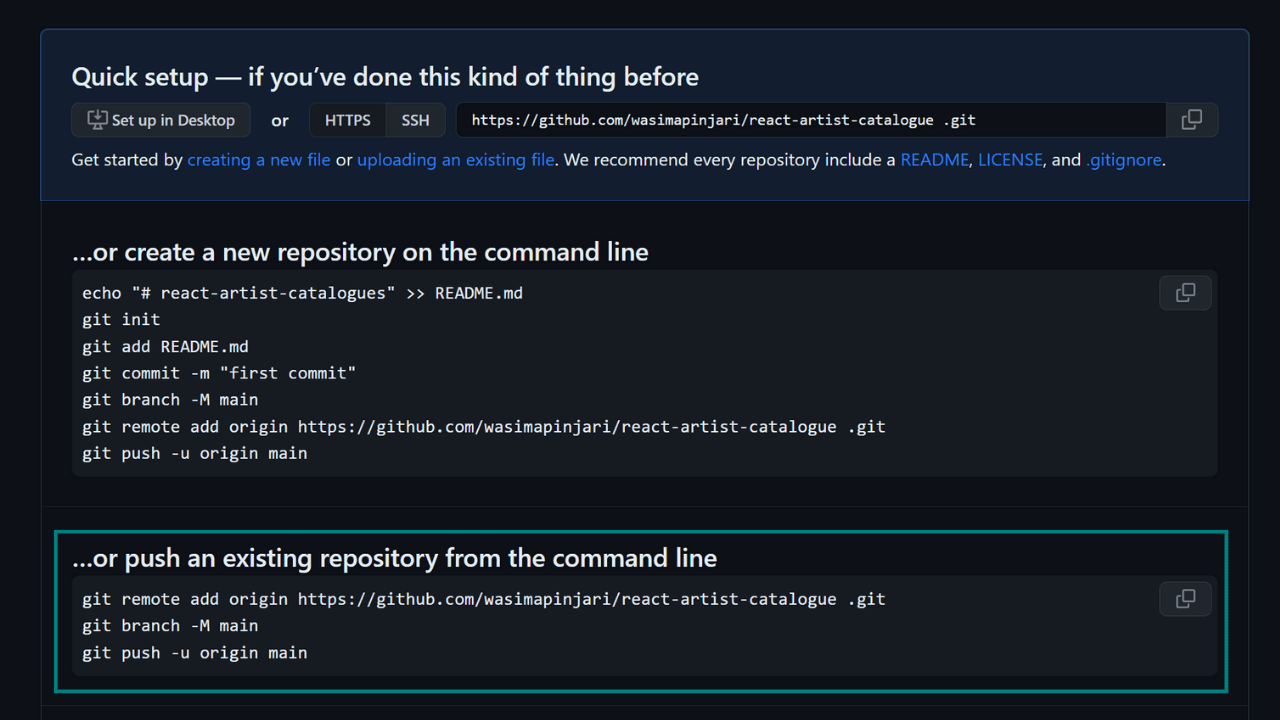 Quick setup — if you’ve done this kind of thing before
Set up in Desktop or HTTPS SSH https://github.com/wasimapinjari/react-artist-catalogue .git
Get started by creating a new file or uploading an existing file. We recommend every repository include a README, LICENSE, and .gitignore.
…or create a new repository on the command line
echo "# react-artist-catalogues" >> README.md
git init
git add README.md
git commit -m "first commit"
git branch -M main
git remote add origin https://github.com/wasimapinjari/react-artist-catalogue .git
git push -u origin main
…or push an existing repository from the command line
git remote add origin https://github.com/wasimapinjari/react-artist-catalogue .git
git branch -M main
git push -u origin main